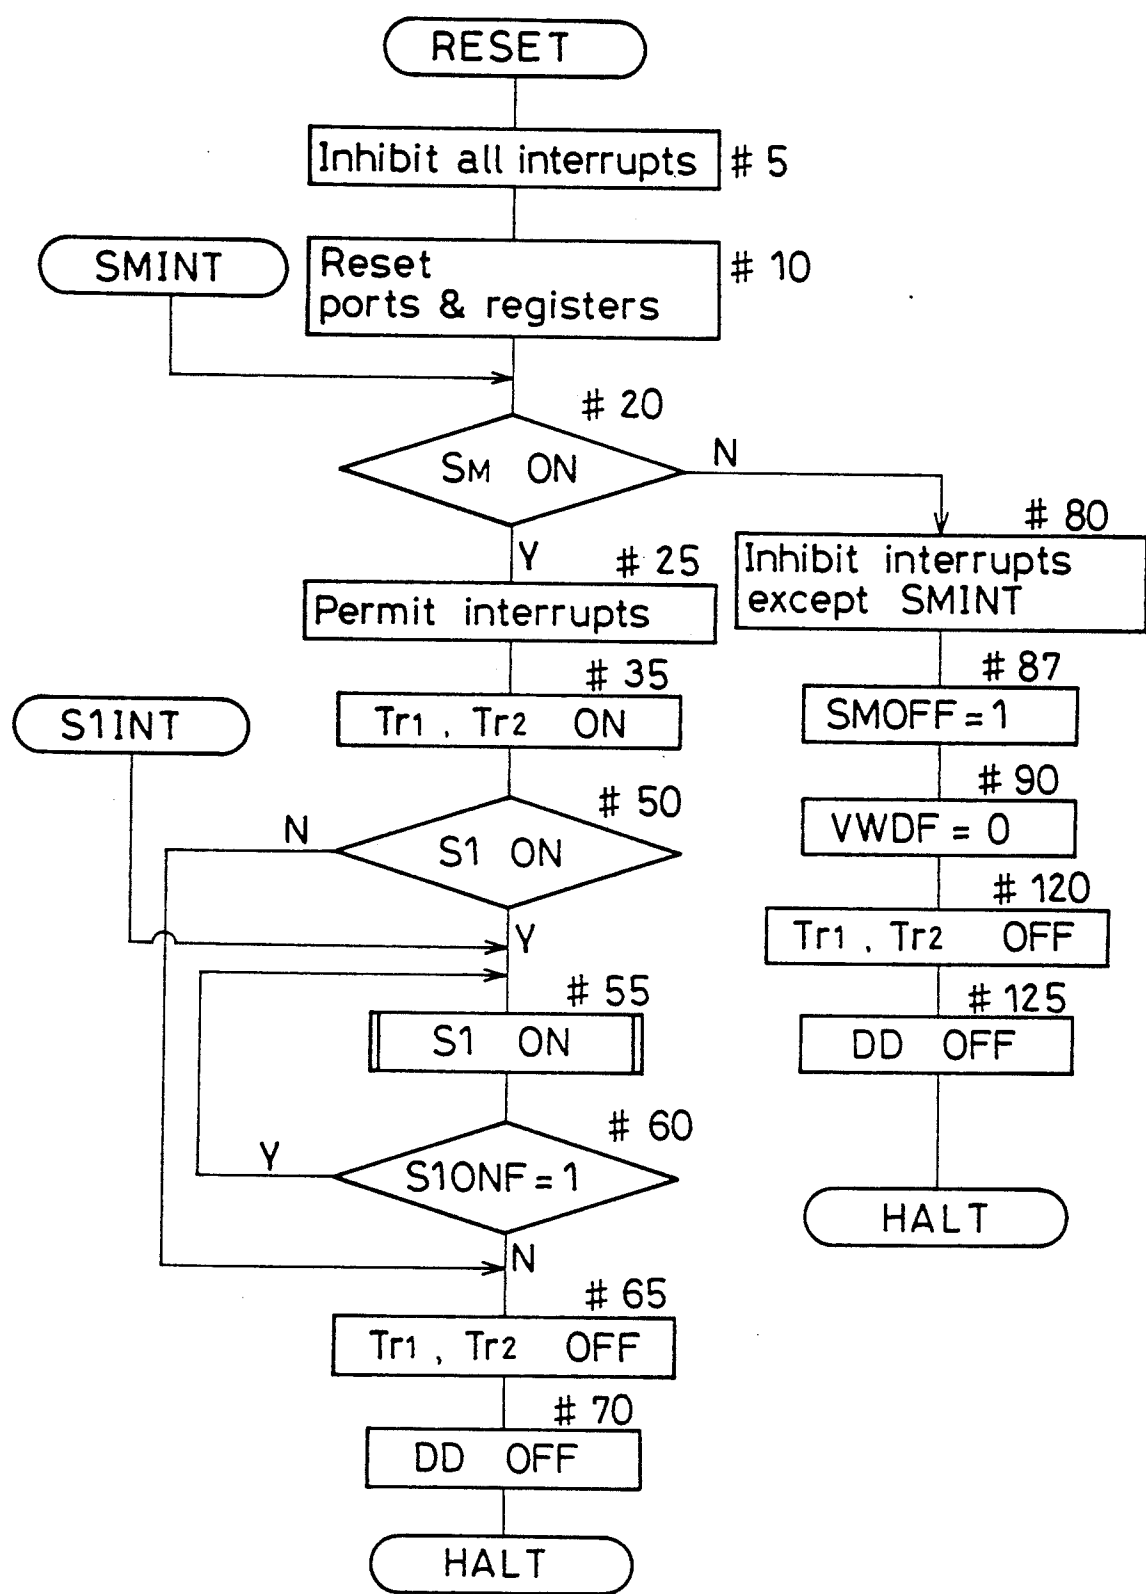 RESET
Inhibit all interrupts # 5
SMINT
Reset # 10
ports & registers
# 20
SM ON
N
Y
# 25
Permit interrupts
# 35
Tr1 , Tr2 ON
S1INT
# 50
N
S1 ON
Y
# 55
S1 ON
# 60
Y
S1ONF = 1
N
# 65
Tr1 , Tr2 OFF
# 70
DD OFF
HALT
# 80
Inhibit interrupts
except SMINT
# 87
SMOFF = 1
# 90
VWDF = 0
# 120
Tr1 , Tr2 OFF
# 125
DD OFF
HALT